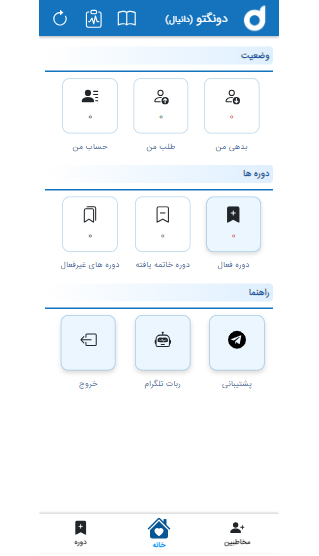 دونگتو (دانیال)
وضعیت
۰ ۰ ۰
بدهی من طلب من حساب من
دوره ها
۰ ۰ ۰
دوره فعال دوره خاتمه یافته دوره های غیرفعال
راهنما
پشتیبانی ربات تلگرام خروج
مخاطبین خانه دوره